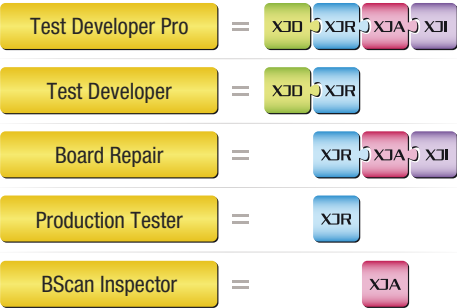 Test Developer Pro = XJD XJR XJA XJI
Test Developer = XJD XJR
Board Repair = XJR XJA XJI
Production Tester = XJR
BScan Inspector = XJA